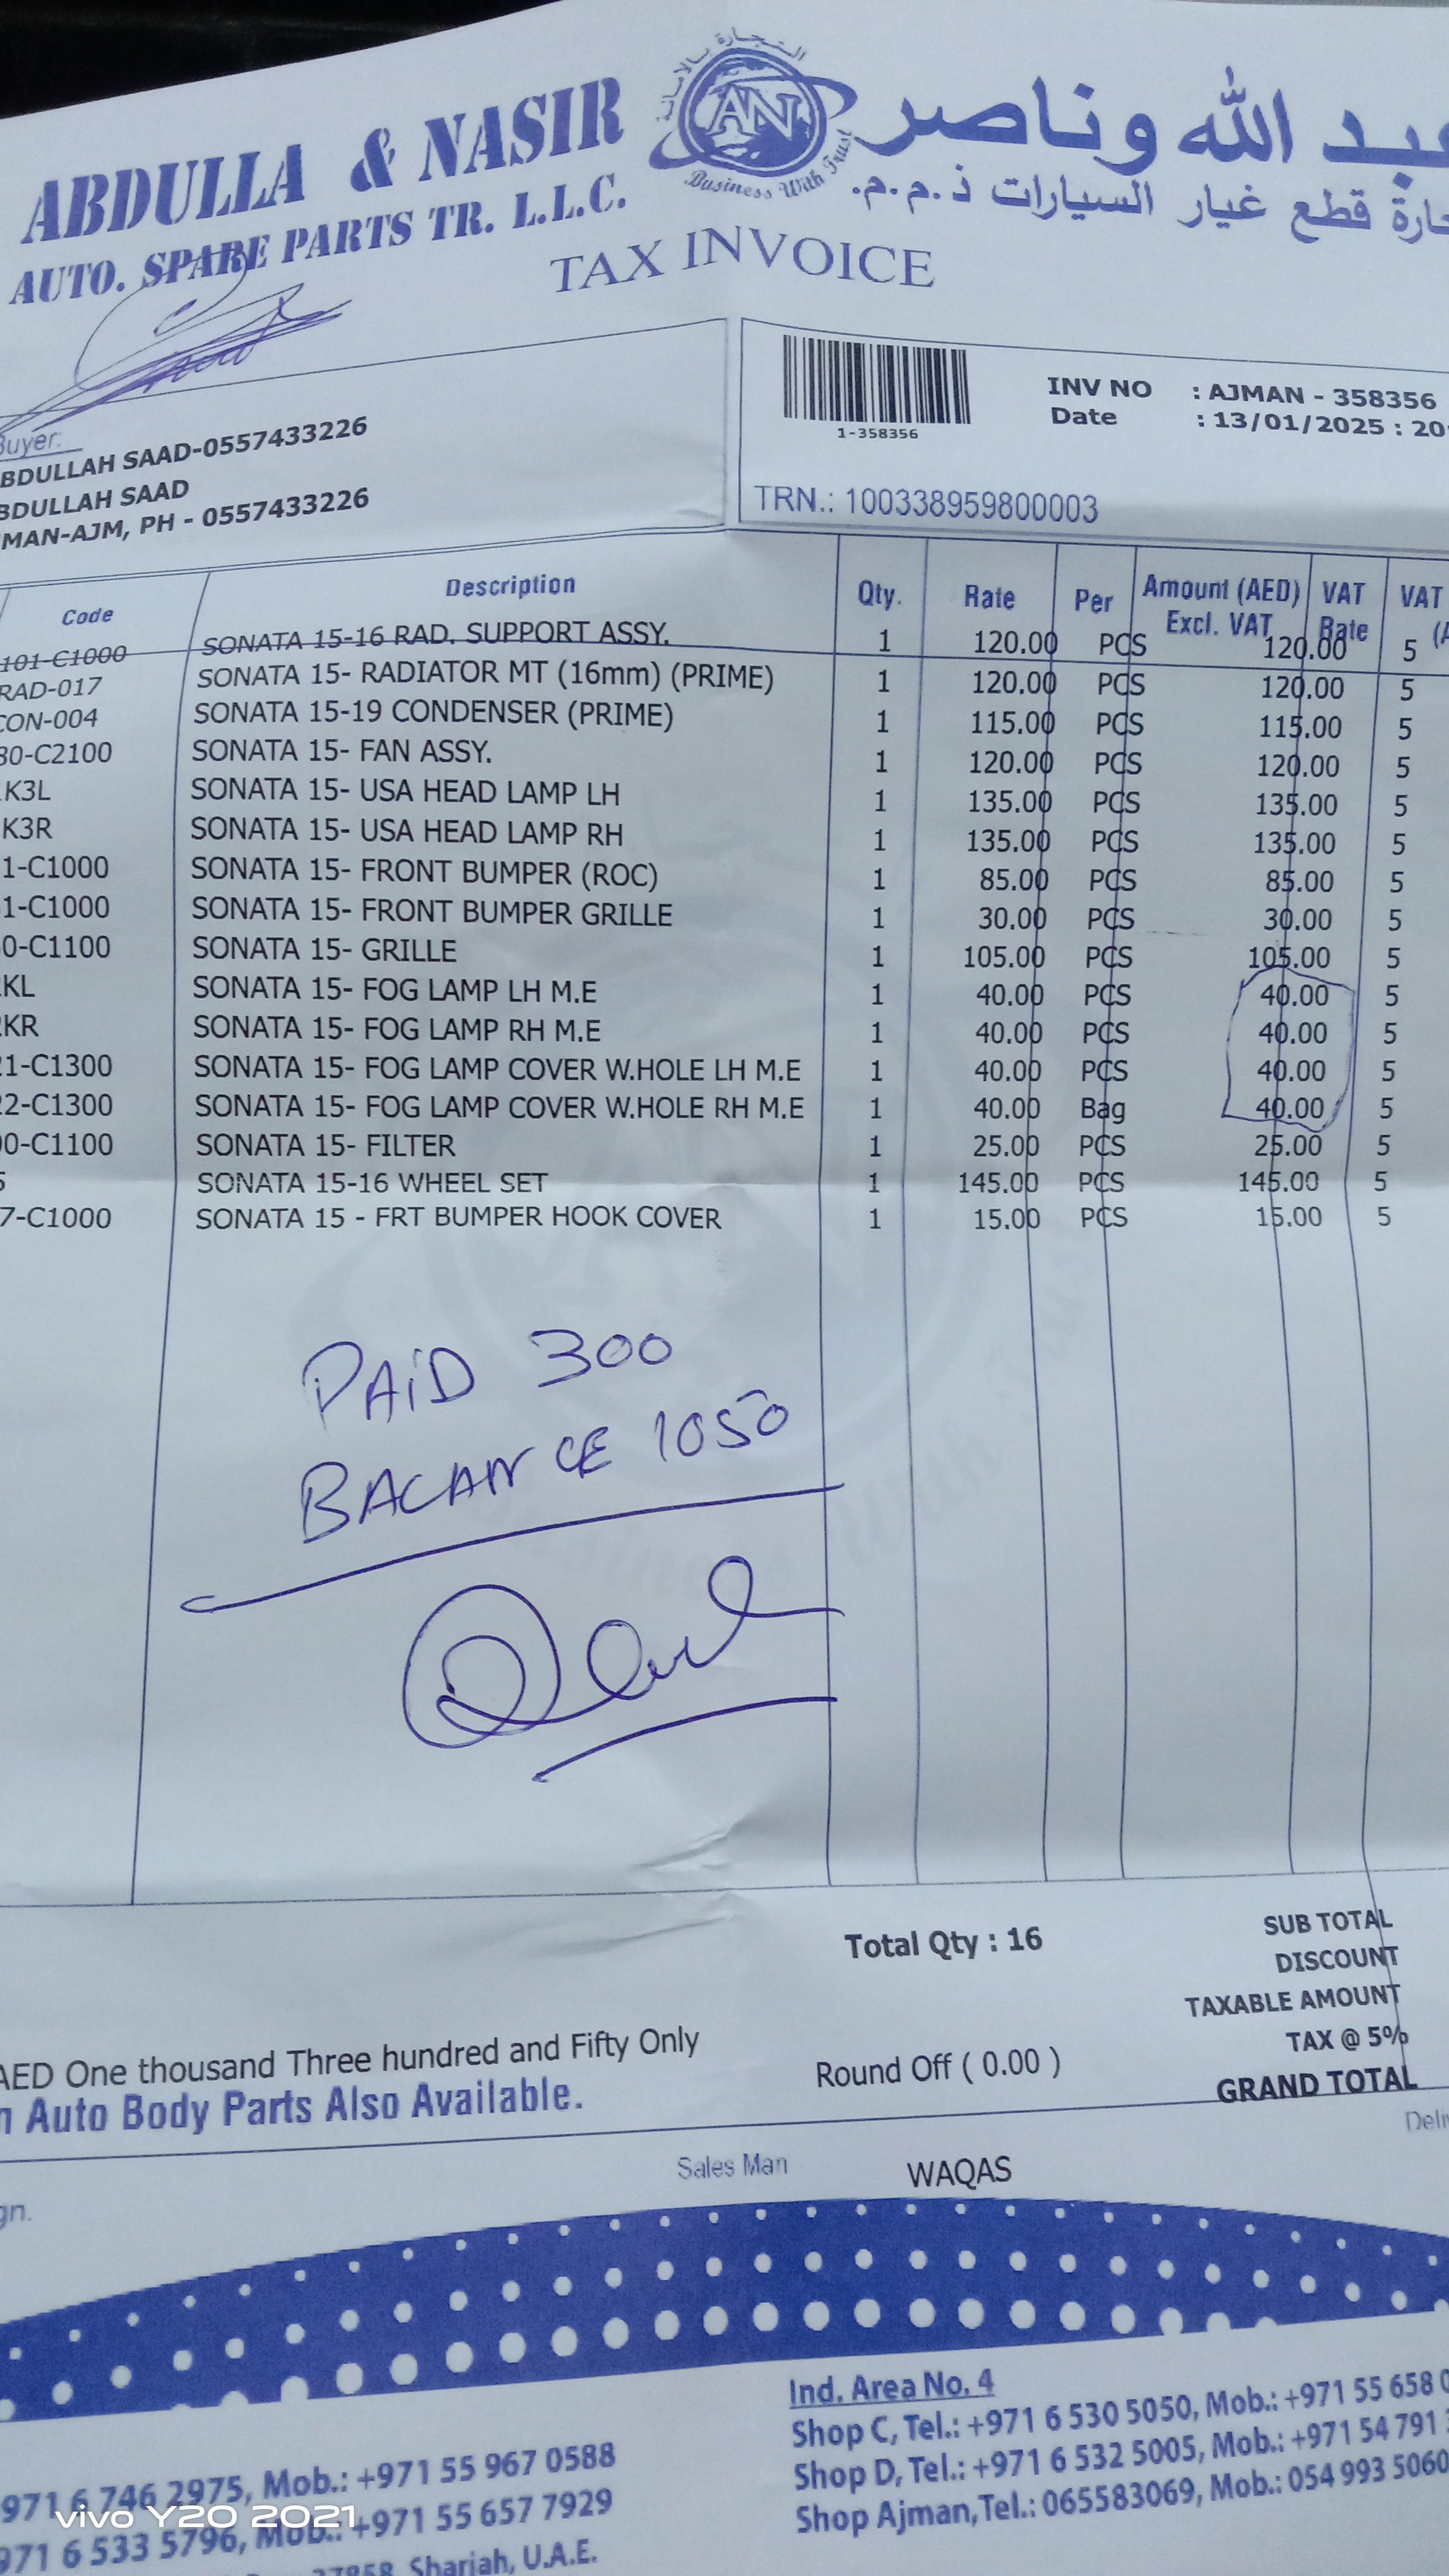 ABDULLA & NASIR
AUTO. SPARE PARTS TR. L.L.C.
التجارة بالامانة
AN
Business With Trust
بد الله وناصر
ارة قطع غيار السيارات ذ.م.م.
TAX INVOICE
Buyer:
BDULLAH SAAD-0557433226
BDULLAH SAAD
MAN-AJM, PH - 0557433226
1-358356
INV NO : AJMAN - 358356
Date : 13/01/2025 : 20
TRN.: 100338959800003
Code Description Qty. Rate Per Amount (AED) Excl. VAT VAT Rate VAT (A
101-C1000 SONATA 15-16 RAD. SUPPORT ASSY. 1 120.00 PCS 120.00 5
RAD-017 SONATA 15- RADIATOR MT (16mm) (PRIME) 1 120.00 PCS 120.00 5
CON-004 SONATA 15-19 CONDENSER (PRIME) 1 115.00 PCS 115.00 5
80-C2100 SONATA 15- FAN ASSY. 1 120.00 PCS 120.00 5
K3L SONATA 15- USA HEAD LAMP LH 1 135.00 PCS 135.00 5
K3R SONATA 15- USA HEAD LAMP RH 1 135.00 PCS 135.00 5
1-C1000 SONATA 15- FRONT BUMPER (ROC) 1 85.00 PCS 85.00 5
1-C1000 SONATA 15- FRONT BUMPER GRILLE 1 30.00 PCS 30.00 5
0-C1100 SONATA 15- GRILLE 1 105.00 PCS 105.00 5
KL SONATA 15- FOG LAMP LH M.E 1 40.00 PCS 40.00 5
KR SONATA 15- FOG LAMP RH M.E 1 40.00 PCS 40.00 5
21-C1300 SONATA 15- FOG LAMP COVER W.HOLE LH M.E 1 40.00 PCS 40.00 5
22-C1300 SONATA 15- FOG LAMP COVER W.HOLE RH M.E 1 40.00 Bag 40.00 5
00-C1100 SONATA 15- FILTER 1 25.00 PCS 25.00 5
SONATA 15-16 WHEEL SET 1 145.00 PCS 145.00 5
7-C1000 SONATA 15 - FRT BUMPER HOOK COVER 1 15.00 PCS 15.00 5
PAID 300
BALANCE 1050
Total Qty : 16
SUB TOTAL
DISCOUNT
TAXABLE AMOUNT
TAX @ 5%
GRAND TOTAL
AED One thousand Three hundred and Fifty Only
Round Off ( 0.00 )
n Auto Body Parts Also Available.
Deli
gn.
Sales Man WAQAS
Ind. Area No. 4
Shop C, Tel.: +971 6 530 5050, Mob.: +971 55 658 0
Shop D, Tel.: +971 6 532 5005, Mob.: +971 54 791
Shop Ajman, Tel.: 065583069, Mob.: 054 993 5060
971 6 746 2975, Mob.: +971 55 967 0588
971 6 533 5796, Mob.: +971 55 657 7929
Sharjah, U.A.E.
vivo Y20 2021